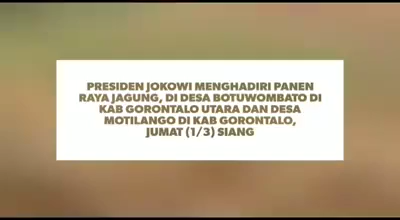 PRESIDEN JOKOWI MENGHADIRI PANEN
RAYA JAGUNG, DI DESA BOTUWOMBATO DI
KAB GORONTALO UTARA DAN DESA
MOTILANGO DI KAB GORONTALO,
JUMAT (1/3) SIANG